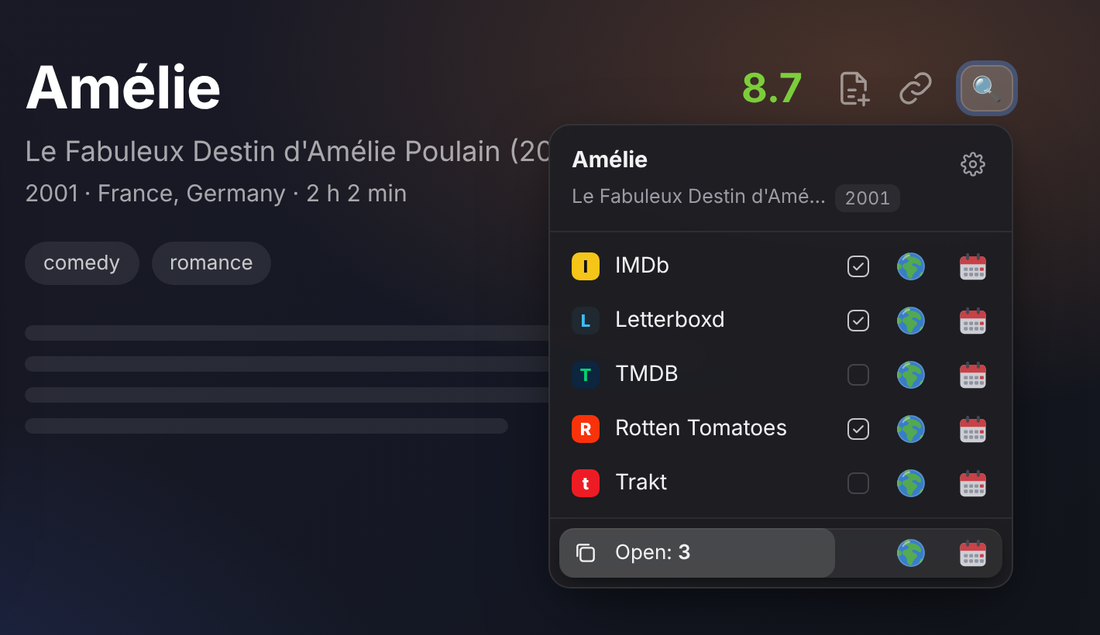 Amélie
8.7
Le Fabuleux Destin d'Amélie Poulain (20
2001 · France, Germany · 2 h 2 min
comedy
romance
Amélie
Le Fabuleux Destin d'Amé...
2001
I IMDb
L Letterboxd
T TMDB
R Rotten Tomatoes
t Trakt
Open: 3